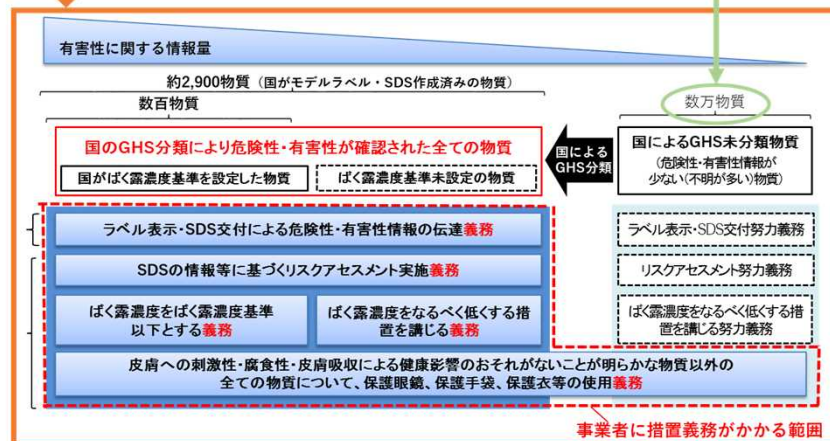 有害性に関する情報量
約2,900物質（国がモデルラベル・SDS作成済みの物質）
数百物質
数万物質
国のGHS分類により危険性・有害性が確認された全ての物質
国がばく露濃度基準を設定した物質
ばく露濃度基準未設定の物質
国による
GHS分類
国によるGHS未分類物質
（危険性・有害性情報が
少ない（不明が多い）物質）
ラベル表示・SDS交付による危険性・有害性情報の伝達義務
ラベル表示・SDS交付努力義務
SDSの情報等に基づくリスクアセスメント実施義務
リスクアセスメント努力義務
ばく露濃度をばく露濃度基準
以下とする義務
ばく露濃度をなるべく低くする措
置を講じる義務
ばく露濃度をなるべく低くする措
置を講じる努力義務
皮膚への刺激性・腐食性・皮膚吸収による健康影響のおそれがないことが明らかな物質以外の
全ての物質について、保護眼鏡、保護手袋、保護衣等の使用義務
事業者に措置義務がかかる範囲